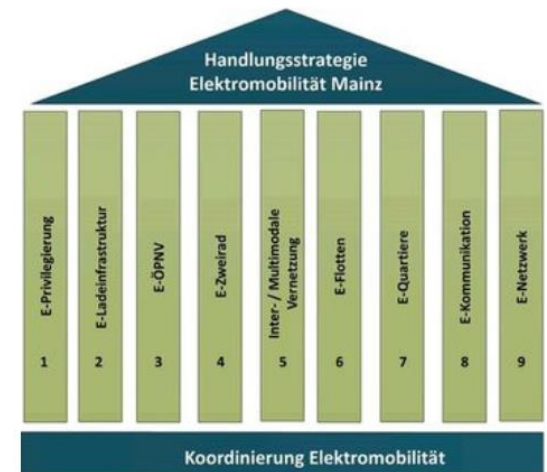 Handlungsstrategie
Elektromobilität Mainz
E-Privilegierung
1
E-Ladeinfrastruktur
2
E-ÖPNV
3
E-Zweirad
4
Inter- / Multimodale
Vernetzung
5
E-Flotten
6
E-Quartiere
7
E-Kommunikation
8
E-Netzwerk
9
Koordinierung Elektromobilität